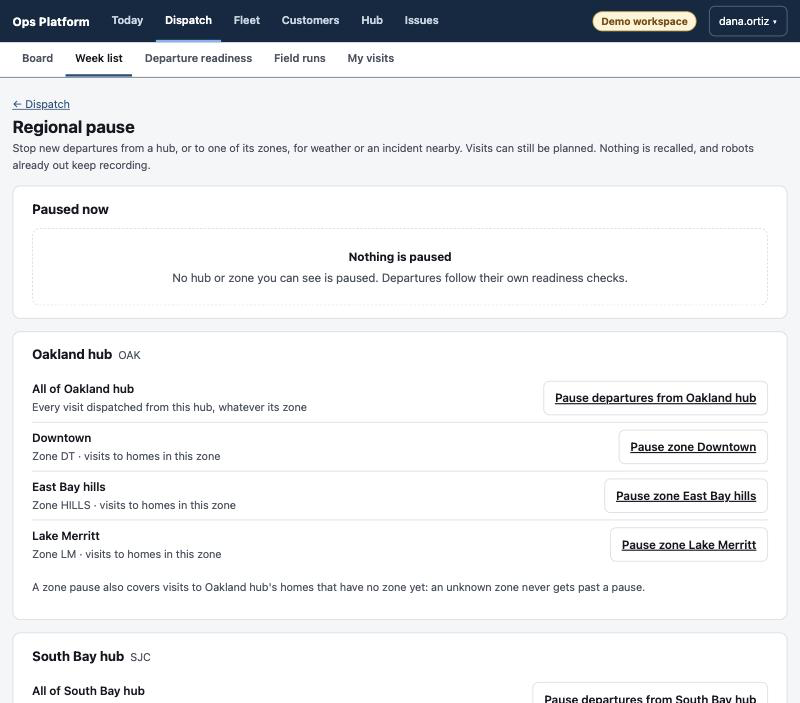 Ops Platform
Today
Dispatch
Fleet
Customers
Hub
Issues
Demo workspace
dana.ortiz ▾
Board
Week list
Departure readiness
Field runs
My visits
← Dispatch
Regional pause
Stop new departures from a hub, or to one of its zones, for weather or an incident nearby. Visits can still be planned. Nothing is recalled, and robots
already out keep recording.
Paused now
Nothing is paused
No hub or zone you can see is paused. Departures follow their own readiness checks.
Oakland hub OAK
All of Oakland hub
Every visit dispatched from this hub, whatever its zone
Pause departures from Oakland hub
Downtown
Zone DT · visits to homes in this zone
Pause zone Downtown
East Bay hills
Zone HILLS · visits to homes in this zone
Pause zone East Bay hills
Lake Merritt
Zone LM · visits to homes in this zone
Pause zone Lake Merritt
A zone pause also covers visits to Oakland hub's homes that have no zone yet: an unknown zone never gets past a pause.
South Bay hub SJC
All of South Bay hub
Pause departures from South Bay hub